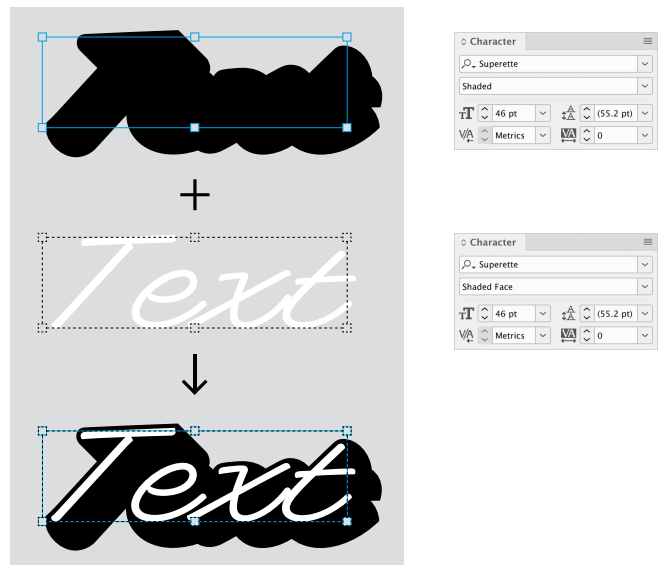 Character
Superette
Shaded
46 pt
(55.2 pt)
Metrics
0
+
Text
Character
Superette
Shaded Face
46 pt
(55.2 pt)
Metrics
0
Text